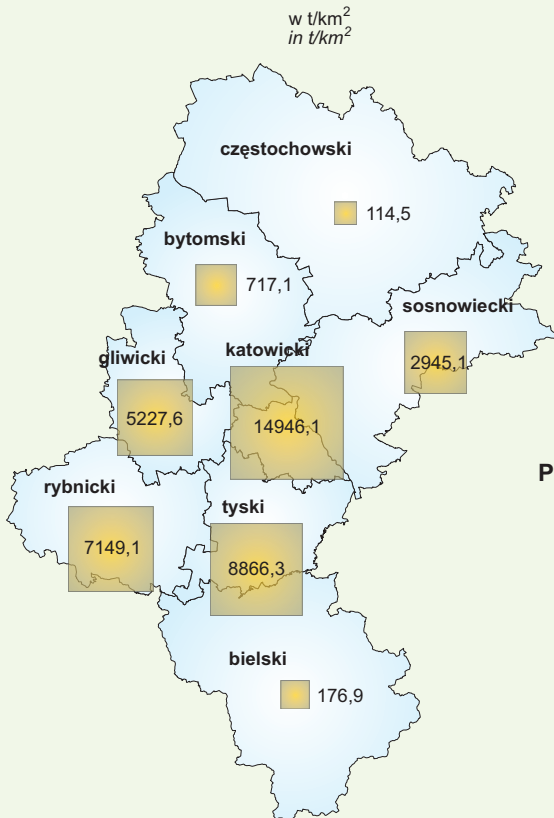 w t/km²
in t/km²
częstochowski
114,5
bytomski
717,1
sosnowiecki
2945,1
gliwicki
5227,6
katowicki
14946,1
P
rybnicki
7149,1
tyski
8866,3
bielski
176,9